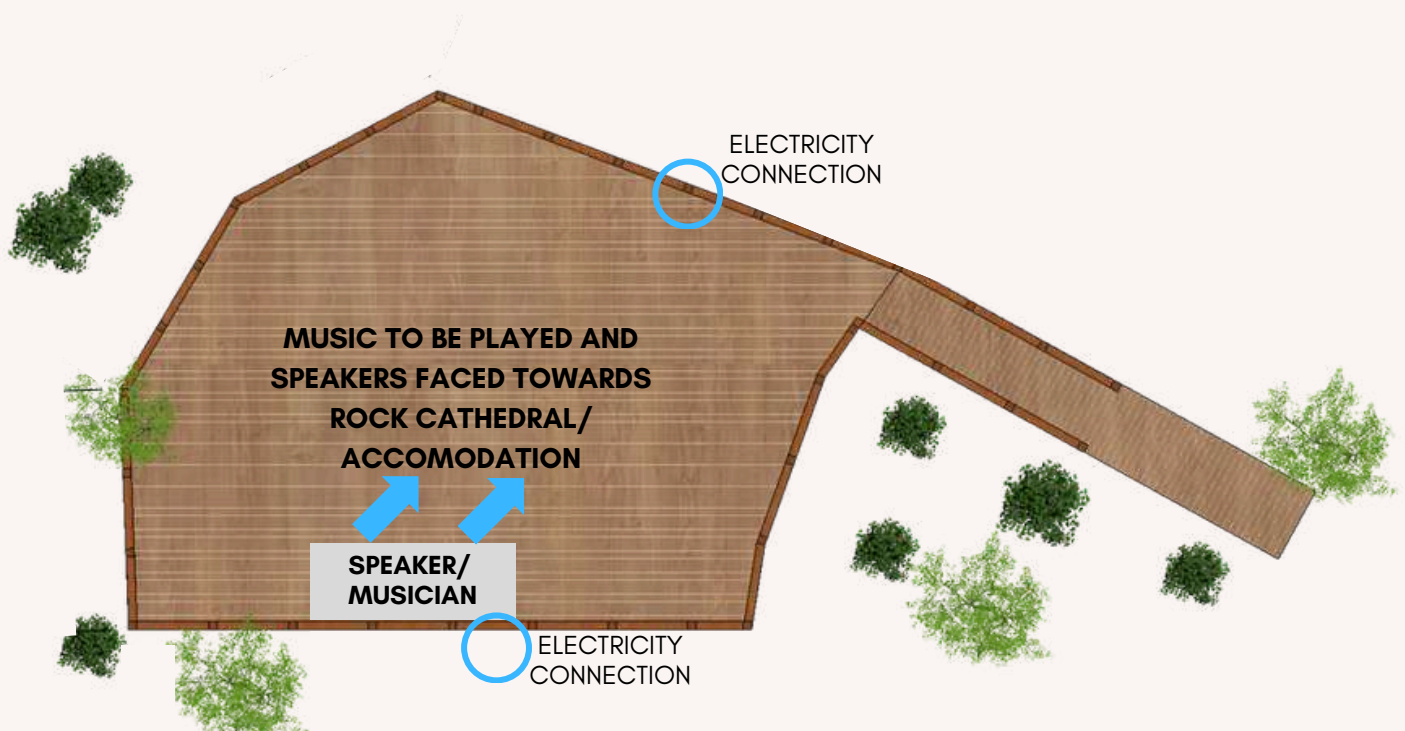 ELECTRICITY
CONNECTION
MUSIC TO BE PLAYED AND
SPEAKERS FACED TOWARDS
ROCK CATHEDRAL/
ACCOMODATION
SPEAKER/
MUSICIAN
ELECTRICITY
CONNECTION